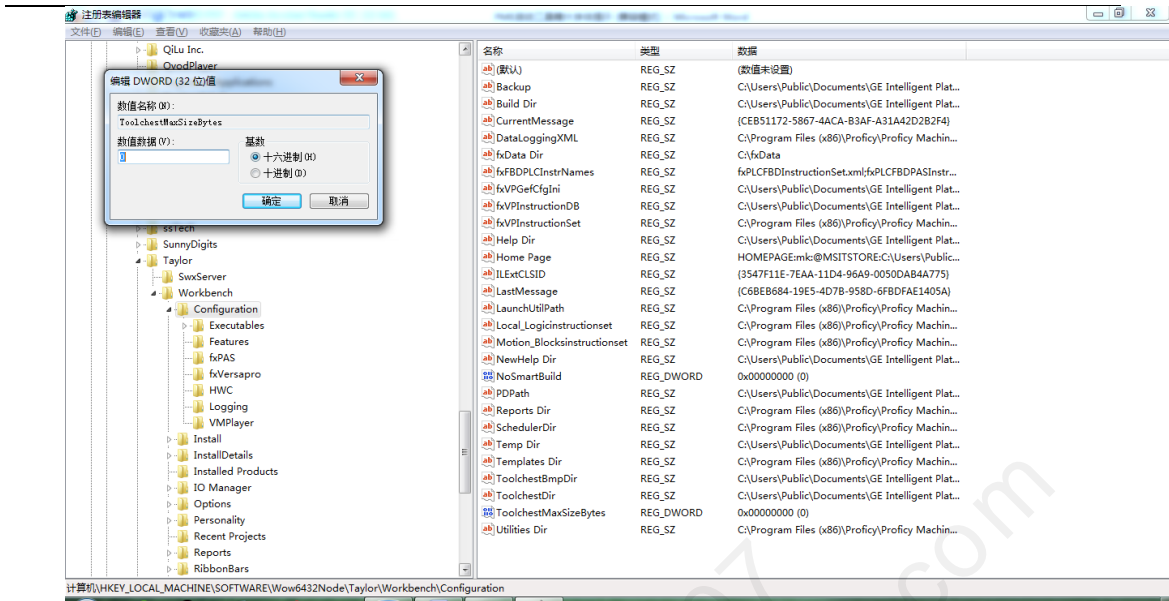 注册表编辑器
文件(F) 编辑(E) 查看(V) 收藏夹(A) 帮助(H)
QiLu Inc.
QvodPlayer
编辑 DWORD (32 位)值
数值名称(N):
ToolchestMaxSizeBytes
数值数据(V):
0
基数
十六进制(H)
十进制(D)
确定 取消
ssTech
SunnyDigits
Taylor
SwxServer
Workbench
Configuration
Executables
Features
fxPAS
fxVersapro
HWC
Logging
VMPlayer
Install
InstallDetails
Installed Products
IO Manager
Options
Personality
Recent Projects
Reports
RibbonBars
名称 类型 数据
(默认) REG_SZ (数值未设置)
Backup REG_SZ C:\Users\Public\Documents\GE Intelligent Plat...
Build Dir REG_SZ C:\Users\Public\Documents\GE Intelligent Plat...
CurrentMessage REG_SZ {CEB51172-5867-4ACA-B3AF-A31A42D2B2F4}
DataLoggingXML REG_SZ C:\Program Files (x86)\Proficy\Proficy Machin...
fxData Dir REG_SZ C:\fxData
fxFBDPLCInstrNames REG_SZ fxPLCFBDInstructionSet.xml;fxPLCFBDPASInstr...
fxVPGefCfgIni REG_SZ C:\Users\Public\Documents\GE Intelligent Plat...
fxVPInstructionDB REG_SZ C:\Users\Public\Documents\GE Intelligent Plat...
fxVPInstructionSet REG_SZ C:\Program Files (x86)\Proficy\Proficy Machin...
Help Dir REG_SZ C:\Users\Public\Documents\GE Intelligent Plat...
Home Page REG_SZ HOMEPAGE:mk:@MSITSTORE:C:\Users\Public...
ILExtCLSID REG_SZ {3547F11E-7EAA-11D4-96A9-0050DAB4A775}
LastMessage REG_SZ {C6BEB684-19E5-4D7B-958D-6FBDFAE1405A}
LaunchUtilPath REG_SZ C:\Program Files (x86)\Proficy\Proficy Machin...
Local_Logicinstructionset REG_SZ C:\Program Files (x86)\Proficy\Proficy Machin...
Motion_Blocksinstructionset REG_SZ C:\Program Files (x86)\Proficy\Proficy Machin...
NewHelp Dir REG_SZ C:\Users\Public\Documents\GE Intelligent Plat...
NoSmartBuild REG_DWORD 0x00000000 (0)
PDPath REG_SZ C:\Users\Public\Documents\GE Intelligent Plat...
Reports Dir REG_SZ C:\Program Files (x86)\Proficy\Proficy Machin...
SchedulerDir REG_SZ C:\Program Files (x86)\Proficy\Proficy Machin...
Temp Dir REG_SZ C:\Users\Public\Documents\GE Intelligent Plat...
Templates Dir REG_SZ C:\Program Files (x86)\Proficy\Proficy Machin...
ToolchestBmpDir REG_SZ C:\Users\Public\Documents\GE Intelligent Plat...
ToolchestDir REG_SZ C:\Users\Public\Documents\GE Intelligent Plat...
ToolchestMaxSizeBytes REG_DWORD 0x00000000 (0)
Utilities Dir REG_SZ C:\Program Files (x86)\Proficy\Proficy Machin...
计算机\HKEY_LOCAL_MACHINE\SOFTWARE\Wow6432Node\Taylor\Workbench\Configuration